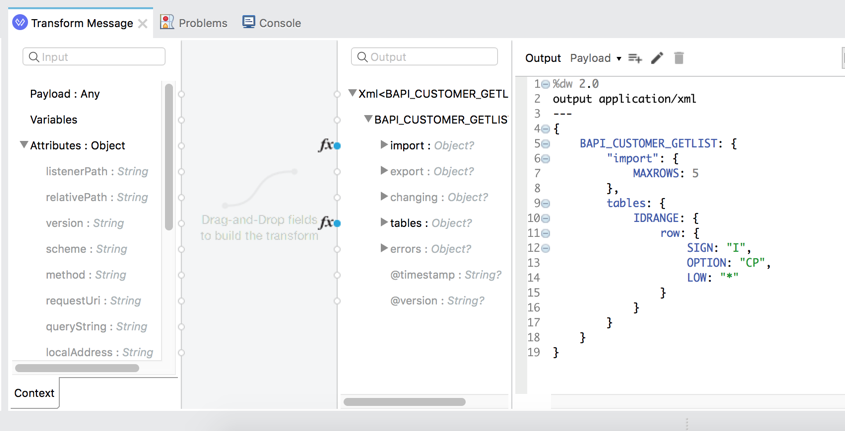 Transform Message
Problems
Console
Input
Payload : Any
Variables
Attributes : Object
listenerPath : String
relativePath : String
version : String
scheme : String
method : String
requestUri : String
queryString : String
localAddress : String
Context
Drag-and-Drop fields
to build the transform
fx
fx
Output
Xml<BAPI_CUSTOMER_GETL
BAPI_CUSTOMER_GETLIS
import : Object?
export : Object?
changing : Object?
tables : Object?
errors : Object?
@timestamp : String?
@version : String?
Output Payload
1 %dw 2.0
2 output application/xml
3 ---
4 {
5 BAPI_CUSTOMER_GETLIST: {
6 "import": {
7 MAXROWS: 5
8 },
9 tables: {
10 IDRANGE: {
11 row: {
12 SIGN: "I",
13 OPTION: "CP",
14 LOW: "*"
15 }
16 }
17 }
18 }
19 }